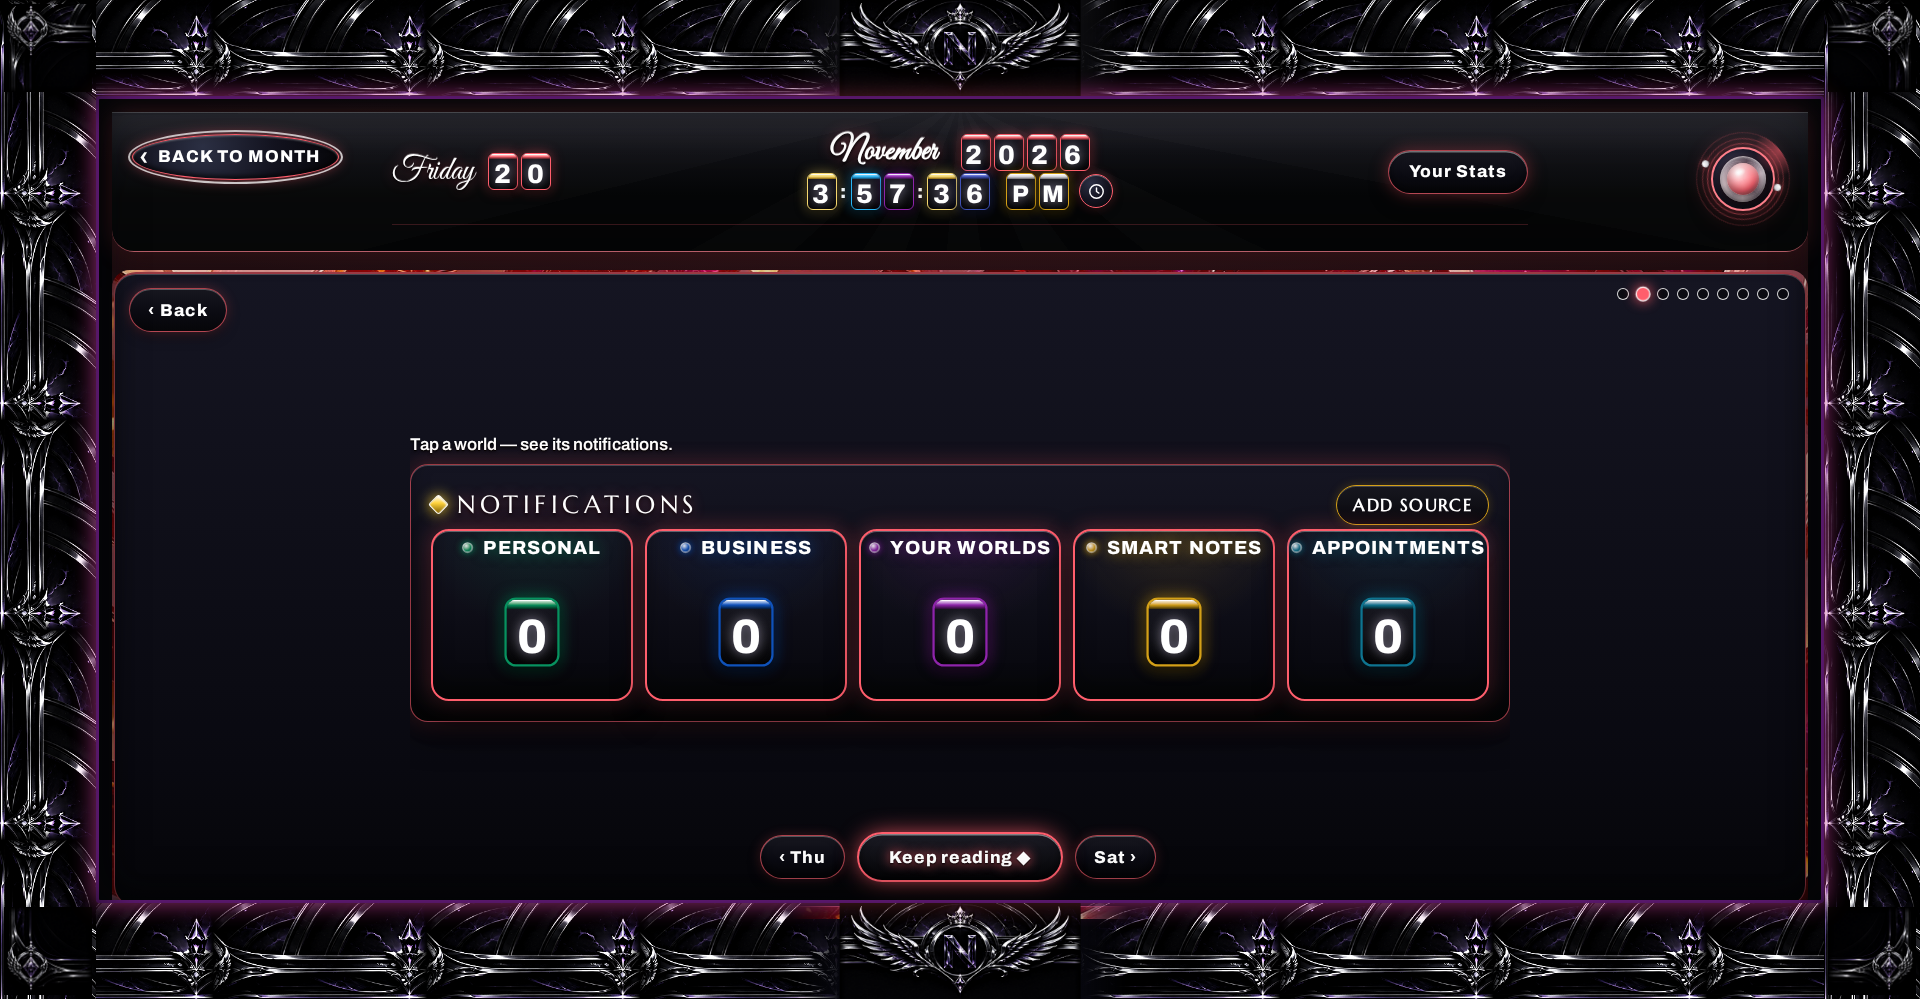 ‹ BACK TO MONTH
Friday 20
November 2026
3:57:36 PM
Your Stats
‹ Back
Tap a world — see its notifications.
NOTIFICATIONS
ADD SOURCE
PERSONAL
BUSINESS
YOUR WORLDS
SMART NOTES
APPOINTMENTS
0
0
0
0
0
‹ Thu
Keep reading ◆
Sat ›
N
N